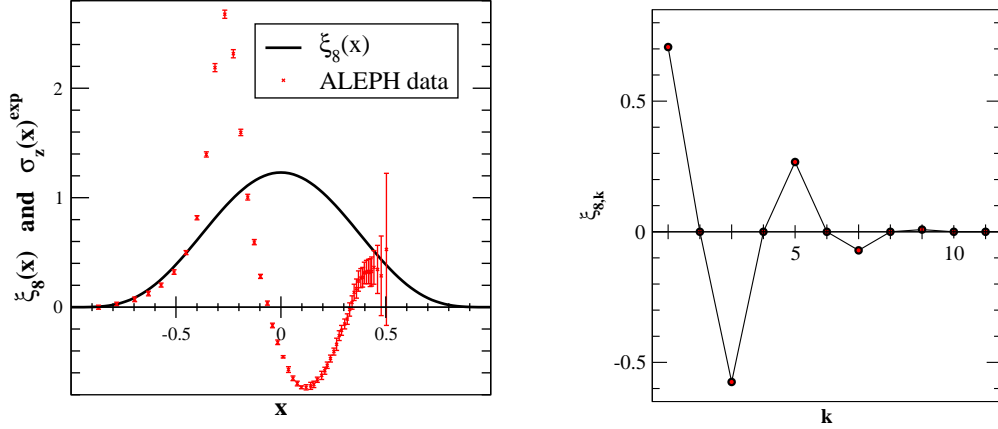 2
1
0
-0.5
0
0.5
ξ8(x) and σz(x)exp
x
ξ8(x)
ALEPH data
0.5
0
-0.5
5
10
ξ8,k
k